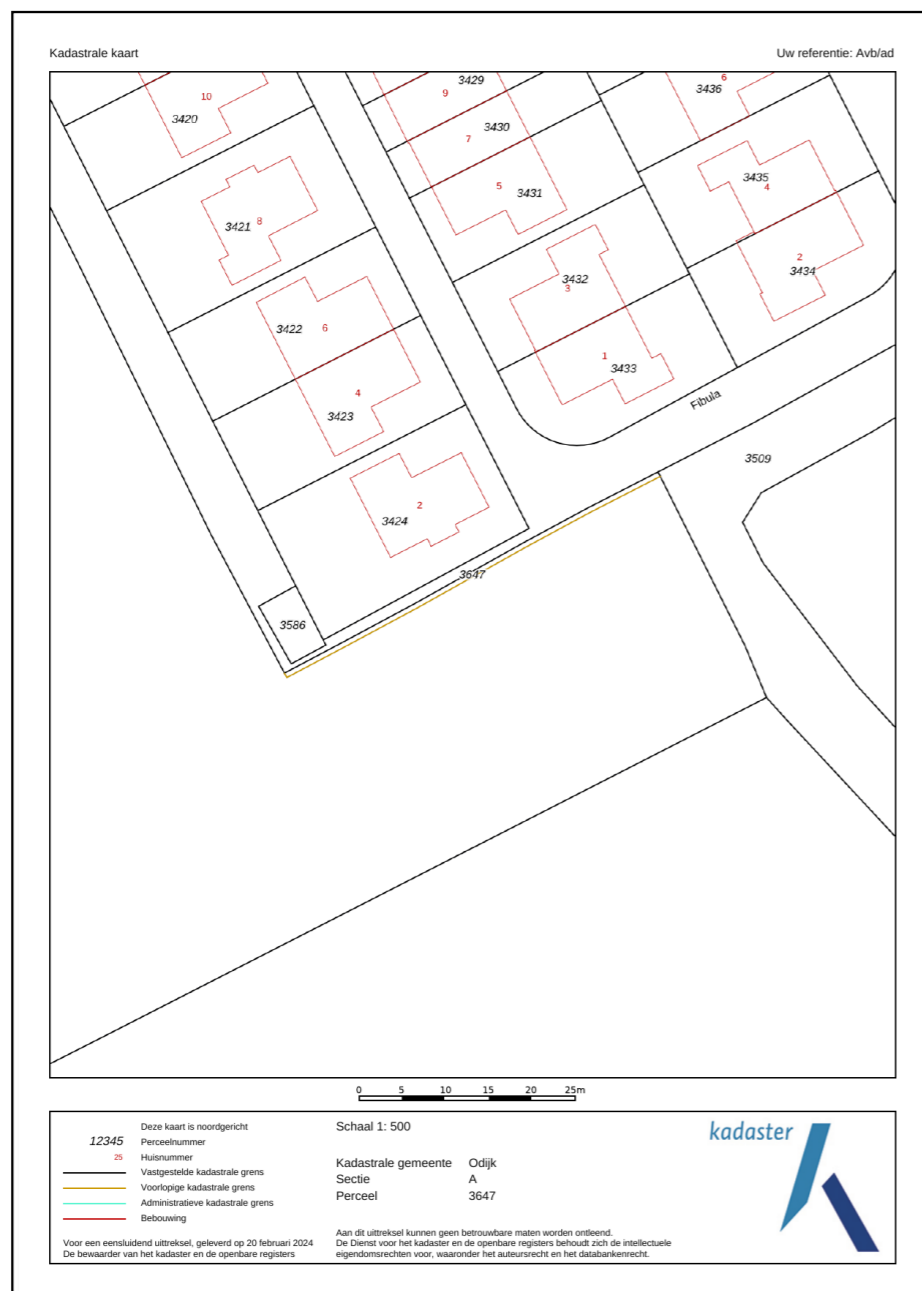 Kadastrale kaart
Uw referentie: Avb/ad
3429
6
3436
10
9
3420
3430
7
3435
5
4
3431
8
3421
2
3434
3432
3
3422
6
1
3433
4
Fibula
3423
3509
2
3424
3647
3586
0 5 10 15 20 25m
Deze kaart is noordgericht
12345 Perceelnummer
25 Huisnummer
Vastgestelde kadastrale grens
Voorlopige kadastrale grens
Administratieve kadastrale grens
Bebouwing
Voor een eensluidend uittreksel, geleverd op 20 februari 2024
De bewaarder van het kadaster en de openbare registers
Schaal 1: 500
Kadastrale gemeente Odijk
Sectie A
Perceel 3647
Aan dit uittreksel kunnen geen betrouwbare maten worden ontleend.
De Dienst voor het kadaster en de openbare registers behoudt zich de intellectuele
eigendomsrechten voor, waaronder het auteursrecht en het databankenrecht.
kadaster